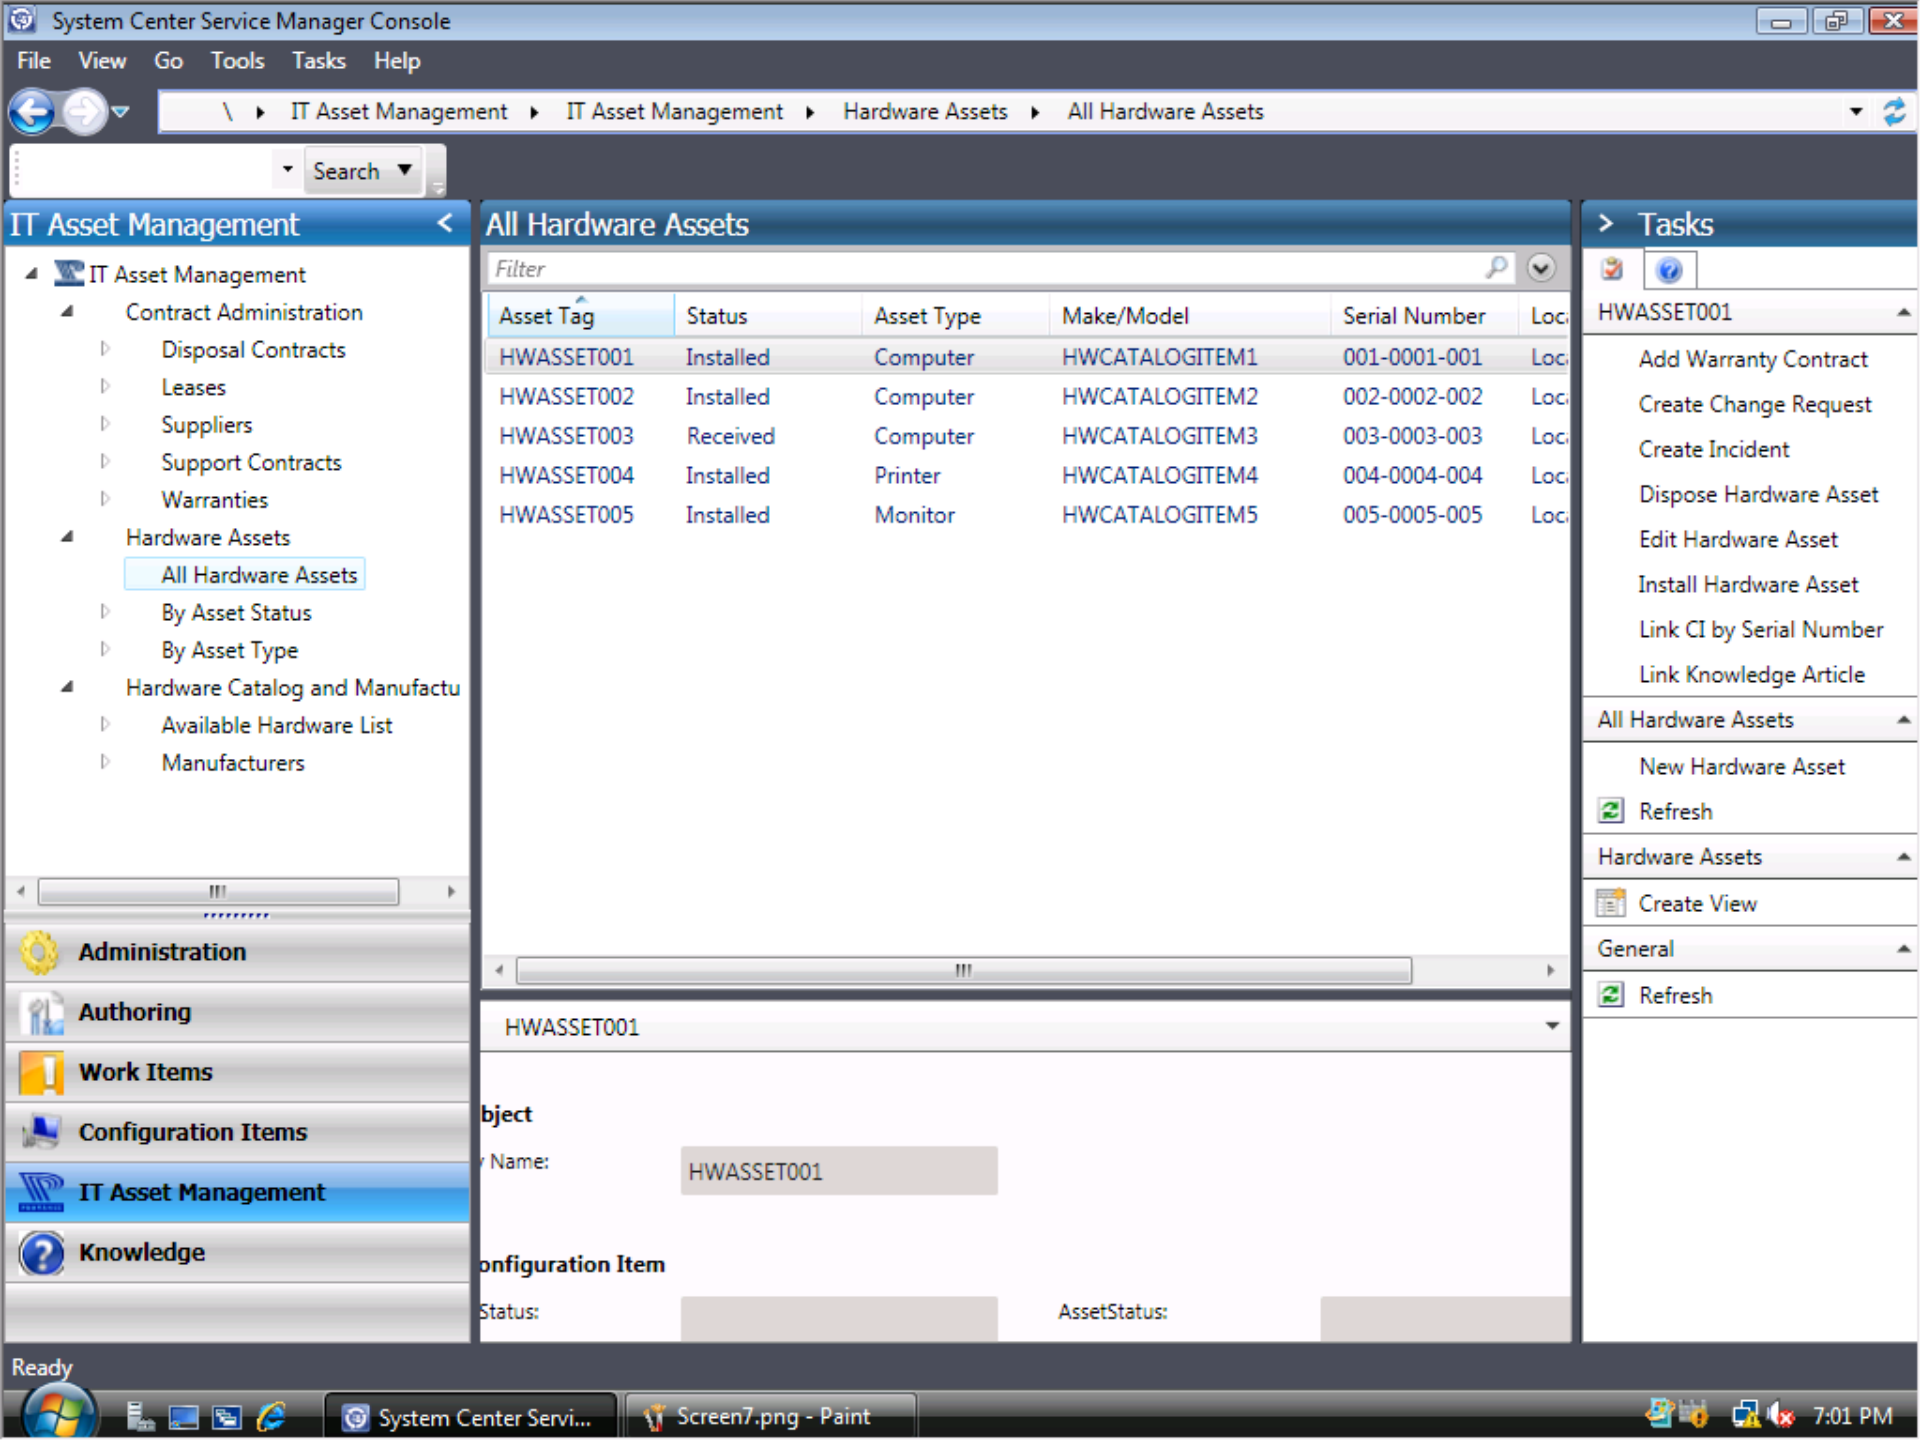 System Center Service Manager Console
File View Go Tools Tasks Help
\ IT Asset Management IT Asset Management Hardware Assets All Hardware Assets
Search
IT Asset Management
IT Asset Management
Contract Administration
Disposal Contracts
Leases
Suppliers
Support Contracts
Warranties
Hardware Assets
All Hardware Assets
By Asset Status
By Asset Type
Hardware Catalog and Manufactu
Available Hardware List
Manufacturers
Administration
Authoring
Work Items
Configuration Items
IT Asset Management
Knowledge
All Hardware Assets
Filter
Asset Tag Status Asset Type Make/Model Serial Number Loc
HWASSET001 Installed Computer HWCATALOGITEM1 001-0001-001 Loc
HWASSET002 Installed Computer HWCATALOGITEM2 002-0002-002 Loc
HWASSET003 Received Computer HWCATALOGITEM3 003-0003-003 Loc
HWASSET004 Installed Printer HWCATALOGITEM4 004-0004-004 Loc
HWASSET005 Installed Monitor HWCATALOGITEM5 005-0005-005 Loc
HWASSET001
bject
Name:
HWASSET001
onfiguration Item
Status:
AssetStatus:
Tasks
HWASSET001
Add Warranty Contract
Create Change Request
Create Incident
Dispose Hardware Asset
Edit Hardware Asset
Install Hardware Asset
Link CI by Serial Number
Link Knowledge Article
All Hardware Assets
New Hardware Asset
Refresh
Hardware Assets
Create View
General
Refresh
Ready
System Center Servi...
Screen7.png - Paint
7:01 PM